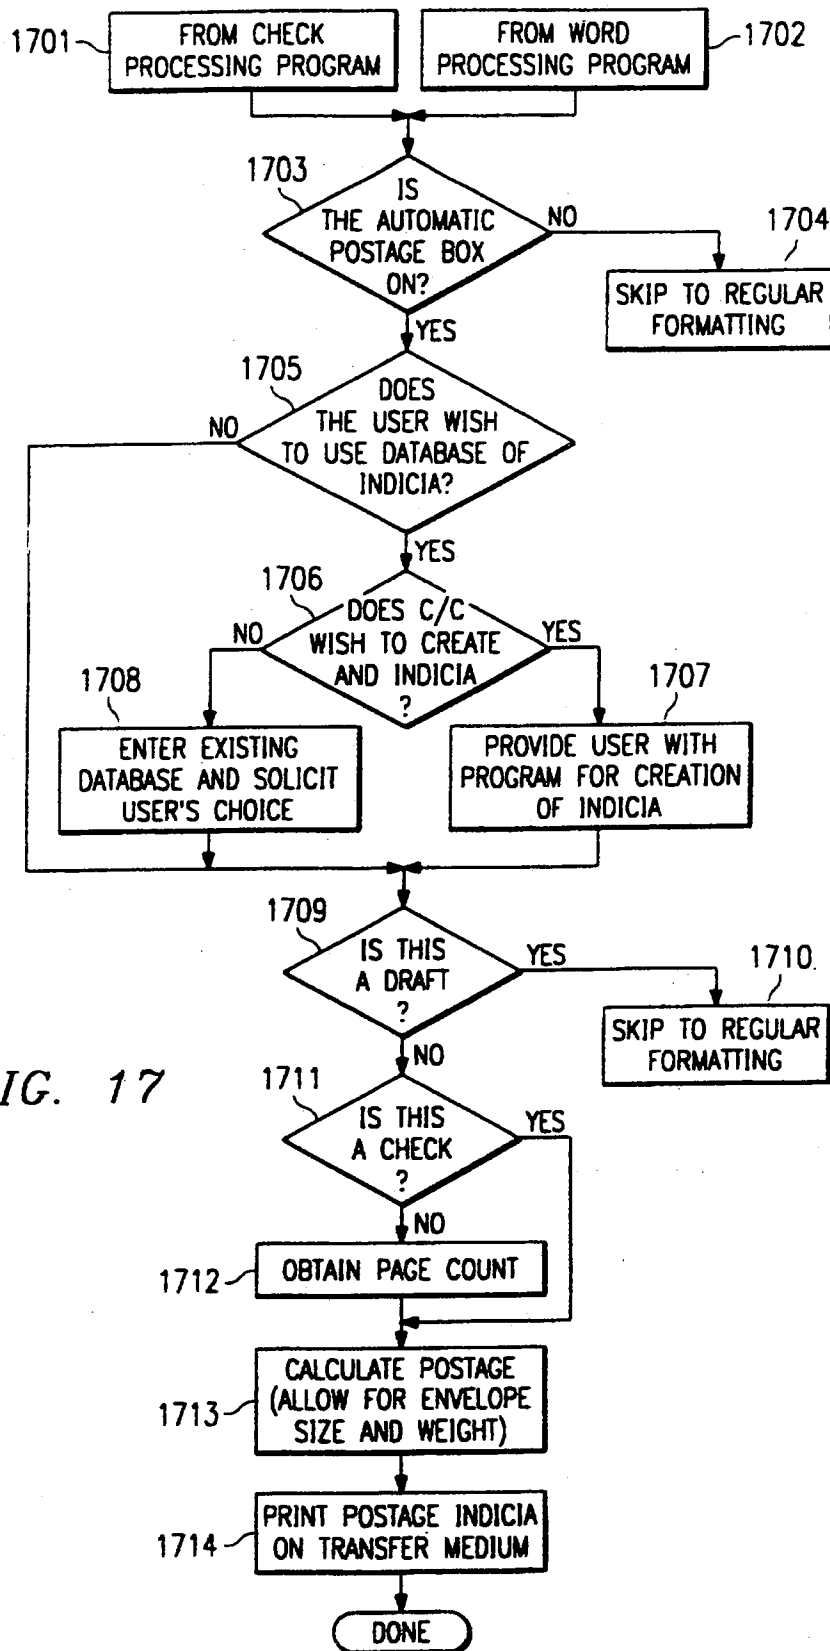 1701
FROM CHECK
PROCESSING PROGRAM
FROM WORD
PROCESSING PROGRAM
1702
1703
IS
THE AUTOMATIC
POSTAGE BOX
ON?
NO
1704
SKIP TO REGULAR
FORMATTING
YES
1705
DOES
THE USER WISH
TO USE DATABASE OF
INDICIA?
NO
YES
1706
DOES C/C
WISH TO CREATE
AND INDICIA
?
NO
YES
1708
ENTER EXISTING
DATABASE AND SOLICIT
USER'S CHOICE
1707
PROVIDE USER WITH
PROGRAM FOR CREATION
OF INDICIA
1709
IS THIS
A DRAFT
?
YES
1710
SKIP TO REGULAR
FORMATTING
NO
IG. 17
1711
IS THIS
A CHECK
?
YES
NO
1712
OBTAIN PAGE COUNT
1713
CALCULATE POSTAGE
(ALLOW FOR ENVELOPE
SIZE AND WEIGHT)
1714
PRINT POSTAGE INDICIA
ON TRANSFER MEDIUM
DONE